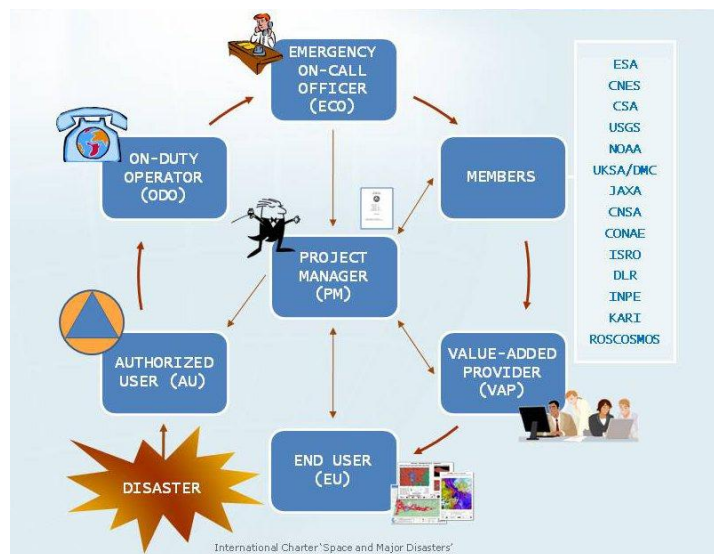 EMERGENCY
ON-CALL
OFFICER
(ECO)
ON-DUTY
OPERATOR
(ODO)
MEMBERS
ESA
CNES
CSA
USGS
NOAA
UKSA/DMC
JAXA
CNSA
CONAE
ISRO
DLR
INPE
KARI
ROSCOSMOS
PROJECT
MANAGER
(PM)
AUTHORIZED
USER (AU)
VALUE-ADDED
PROVIDER
(VAP)
DISASTER
END USER
(EU)
International Charter 'Space and Major Disasters'